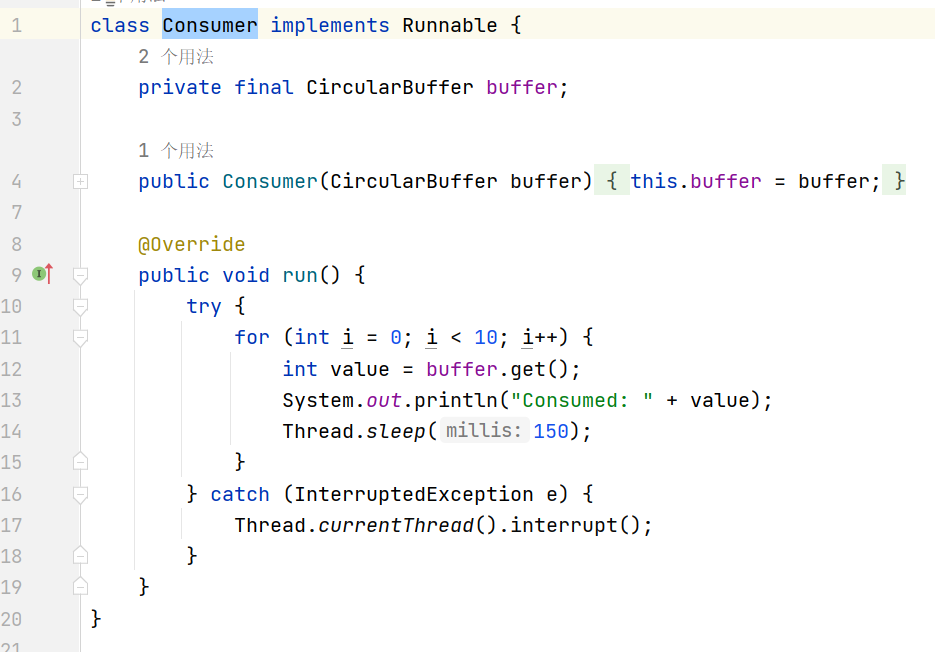 1 class Consumer implements Runnable {
2 个用法
2 private final CircularBuffer buffer;
3
1 个用法
4 public Consumer(CircularBuffer buffer) { this.buffer = buffer; }
7
8 @Override
9 public void run() {
10 try {
11 for (int i = 0; i < 10; i++) {
12 int value = buffer.get();
13 System.out.println("Consumed: " + value);
14 Thread.sleep( millis: 150);
15 }
16 } catch (InterruptedException e) {
17 Thread.currentThread().interrupt();
18 }
19 }
20 }
21